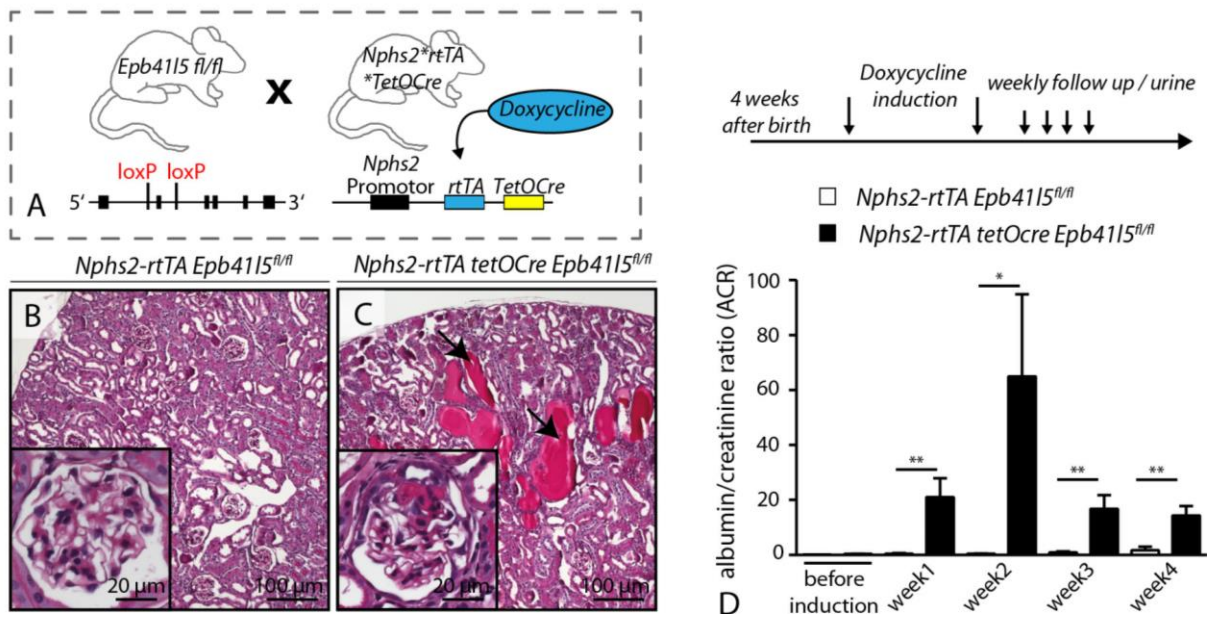 Epb41l5 fl/fl
x
Nphs2*rtTA
*TetOCre
Doxycycline
loxP loxP
Nphs2
Promotor rtTA TetOCre
A 5′ 3′
Nphs2-rtTA Epb41l5fl/fl
Nphs2-rtTA tetOCre Epb41l5fl/fl
B
20 µm
100 µm
C
20 µm
100 µm
4 weeks
after birth
Doxycycline
induction
weekly follow up / urine
Nphs2-rtTA Epb41l5fl/fl
Nphs2-rtTA tetOcre Epb41l5fl/fl
albumin/creatinine ratio (ACR)
100
80
60
40
20
0
**
*
**
**
before
induction
week1
week2
week3
week4
D